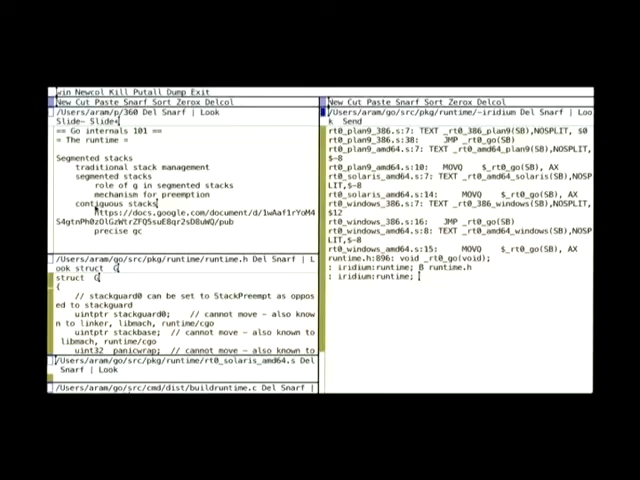 win Newcol Kill Putall Dump Exit
New Cut Paste Snarf Sort Zerox Delcol
/Users/aram/p/360 Del Snarf | Look
Slide- Slide+
== Go internals 101 ==
= The runtime =
Segmented stacks
traditional stack management
segmented stacks
role of g in segmented stacks
mechanism for preemption
contiguous stacks
precise gc
/Users/aram/go/src/pkg/runtime/runtime.h Del Snarf | L
ook struct G
struct G
{
// stackguard0 can be set to StackPreempt as oppos
ed to stackguard
uintptr stackguard0; // cannot move - also know
n to linker, libmach, runtime/cgo
uintptr stackbase; // cannot move - also known to
libmach, runtime/cgo
uint32 panicwrap; // cannot move - also known to
/Users/aram/go/src/pkg/runtime/rt0_solaris_amd64.s Del
Snarf | Look
/Users/aram/go/src/cmd/dist/buildruntime.c Del Snarf |
New Cut Paste Snarf Sort Zerox Delcol
/Users/aram/go/src/pkg/runtime/-iridium Del Snarf | Loo
k Send
rt0_plan9_386.s:7: TEXT _rt0_386_plan9(SB),NOSPLIT, $0
rt0_plan9_386.s:38: JMP _rt0_go(SB)
rt0_plan9_amd64.s:7: TEXT _rt0_amd64_plan9(SB),NOSPLIT,
$-8
rt0_plan9_amd64.s:10: MOVQ $_rt0_go(SB), AX
rt0_solaris_amd64.s:7: TEXT _rt0_amd64_solaris(SB),NOSP
LIT,$-8
rt0_solaris_amd64.s:14: MOVQ $_rt0_go(SB), AX
rt0_windows_386.s:7: TEXT _rt0_386_windows(SB),NOSPLIT,
$12
rt0_windows_386.s:16: JMP _rt0_go(SB)
rt0_windows_amd64.s:8: TEXT _rt0_amd64_windows(SB),NOSP
LIT,$-8
rt0_windows_amd64.s:15: MOVQ $_rt0_go(SB), AX
runtime.h:896: void _rt0_go(void);
: iridium:runtime; B runtime.h
: iridium:runtime;